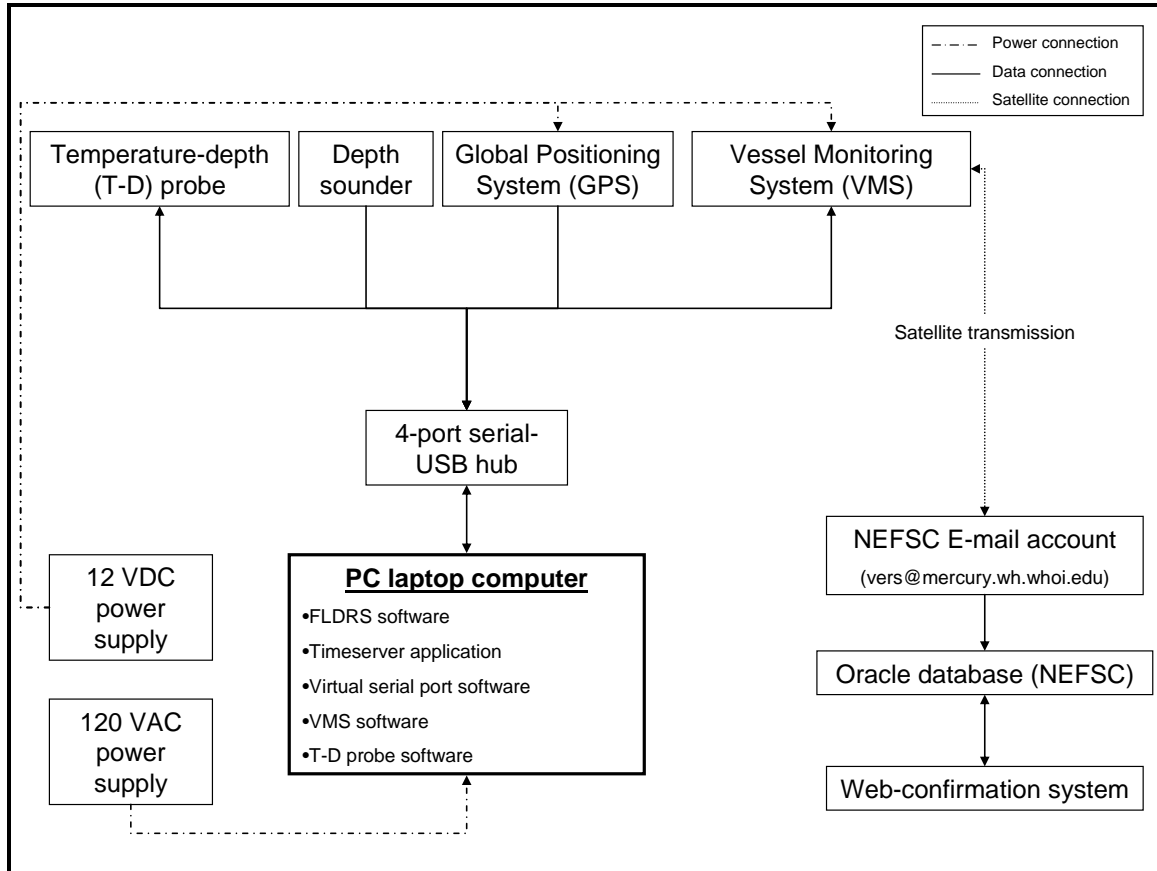 Power connection
Data connection
Satellite connection
Temperature-depth
(T-D) probe
Depth
sounder
Global Positioning
System (GPS)
Vessel Monitoring
System (VMS)
Satellite transmission
4-port serial-
USB hub
12 VDC
power
supply
PC laptop computer
•FLDRS software
•Timeserver application
•Virtual serial port software
•VMS software
•T-D probe software
120 VAC
power
supply
NEFSC E-mail account
(vers@mercury.wh.whoi.edu)
Oracle database (NEFSC)
Web-confirmation system